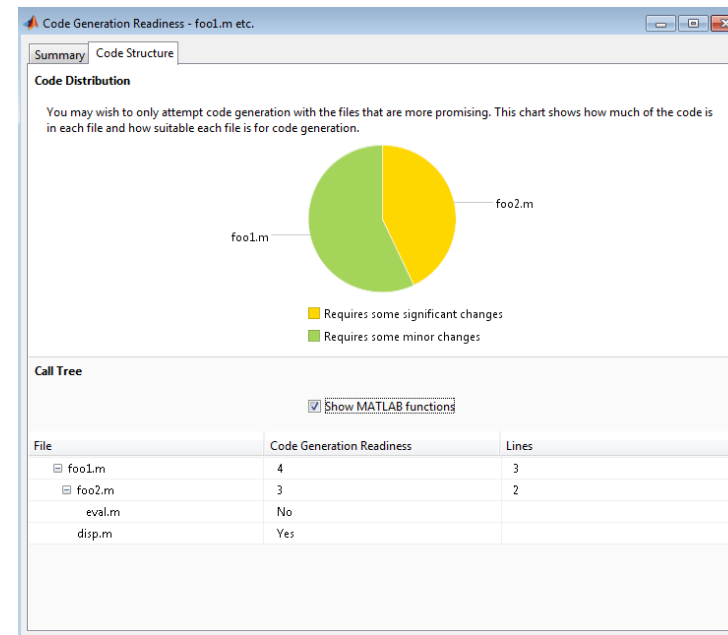 Code Generation Readiness - foo1.m etc.
Summary Code Structure
Code Distribution
You may wish to only attempt code generation with the files that are more promising. This chart shows how much of the code is
in each file and how suitable each file is for code generation.
foo2.m
foo1.m
Requires some significant changes
Requires some minor changes
Call Tree
Show MATLAB functions
File Code Generation Readiness Lines
foo1.m 4 3
foo2.m 3 2
eval.m No
disp.m Yes